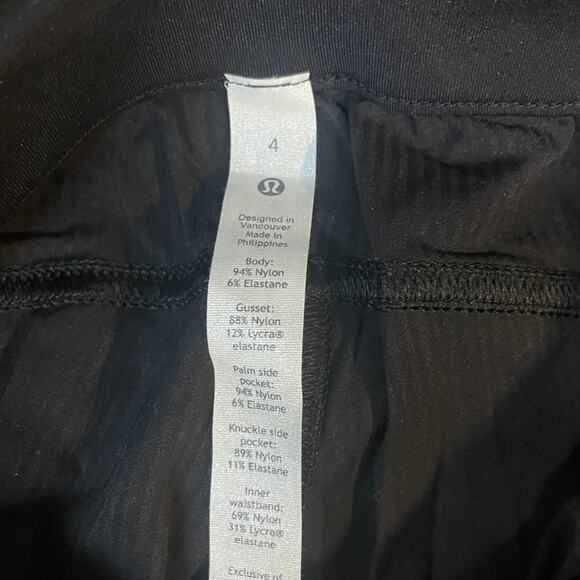 4
Designed in
Vancouver
Made in
Philippines
Body:
94% Nylon
6% Elastane
Gusset:
88% Nylon
12% Lycra®
elastane
Palm side
pocket:
94% Nylon
6% Elastane
Knuckle side
pocket:
89% Nylon
11% Elastane
Inner
waistband:
69% Nylon
31% Lycra®
elastane
Exclusive of